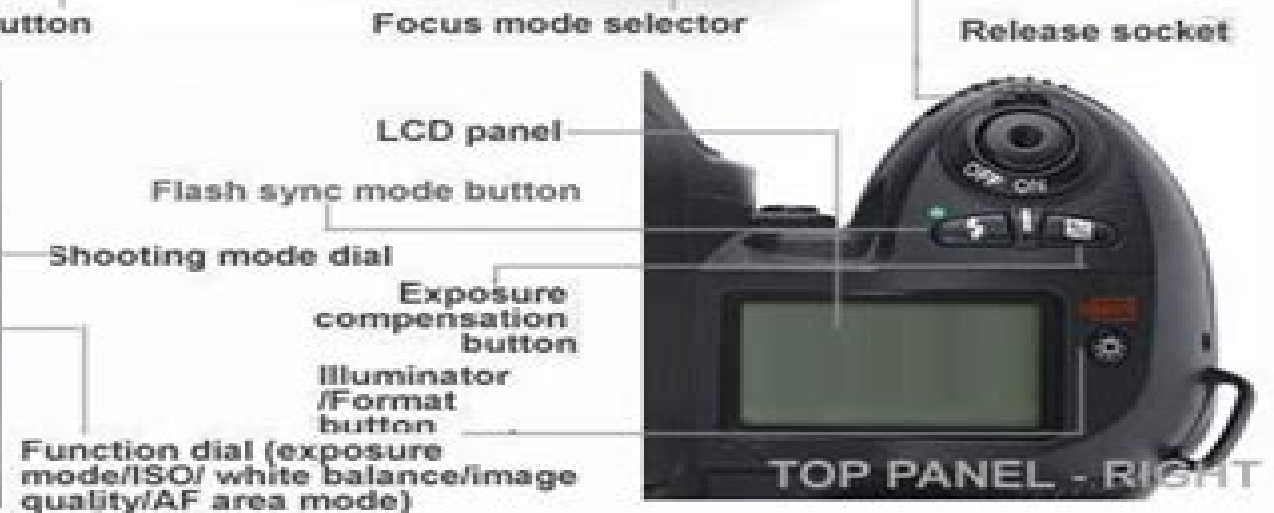 utton
Focus mode selector
Release socket
LCD panel
OFF ON
Flash sync mode button
Shooting mode dial
Exposure
compensation
button
Illuminator
/Format
button
Function dial (exposure
mode/ISO/ white balance/image
quality/AF area mode)
TOP PANEL - RIGHT